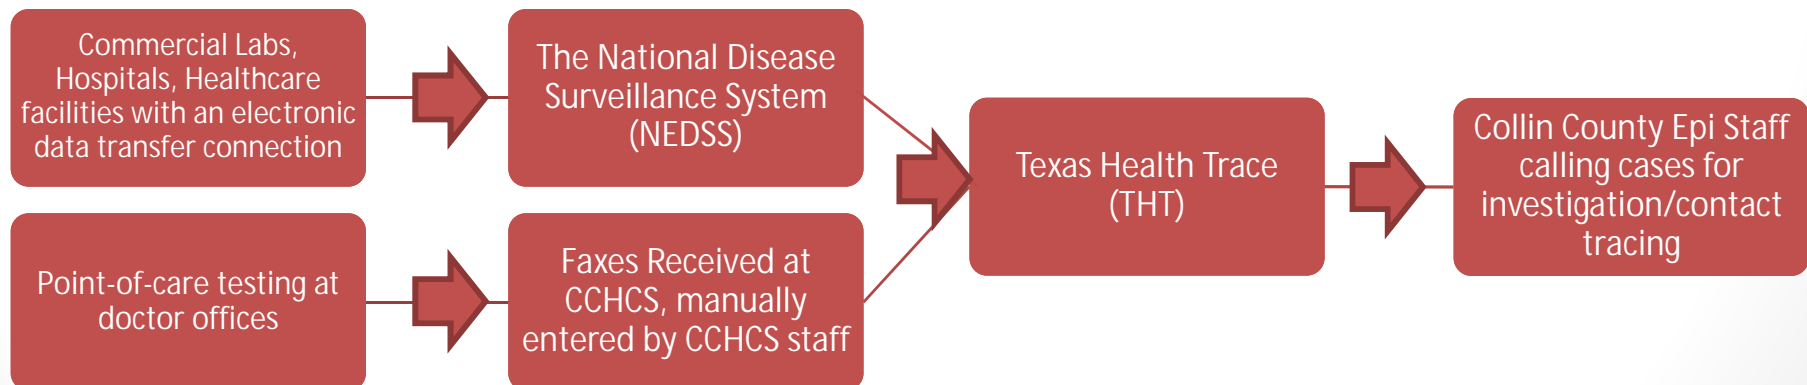 Commercial Labs,
Hospitals, Healthcare
facilities with an electronic
data transfer connection
The National Disease
Surveillance System
(NEDSS)
Point-of-care testing at
doctor offices
Faxes Received at
CCHCS, manually
entered by CCHCS staff
Texas Health Trace
(THT)
Collin County Epi Staff
calling cases for
investigation/contact
tracing